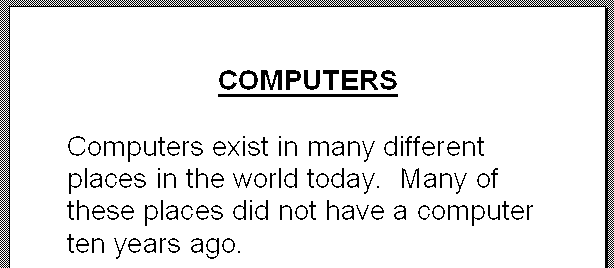 COMPUTERS
Computers exist in many different
places in the world today.  Many of
these places did not have a computer
ten years ago.